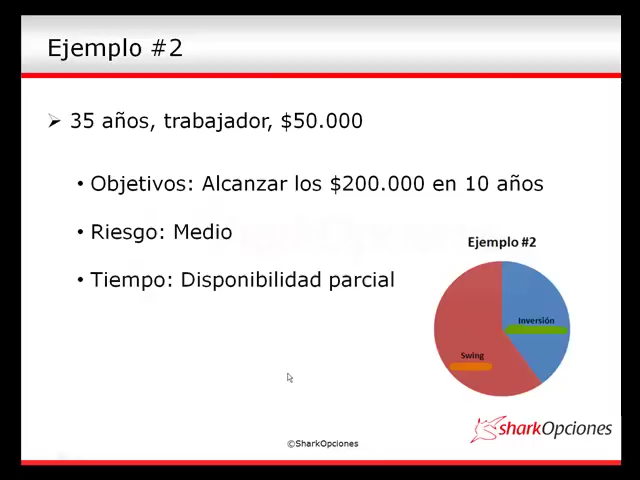 Ejemplo #2
35 años, trabajador, $50.000
• Objetivos: Alcanzar los $200.000 en 10 años
• Riesgo: Medio
• Tiempo: Disponibilidad parcial
Ejemplo #2
Inversión
Swing
sharkOpciones
©SharkOpciones